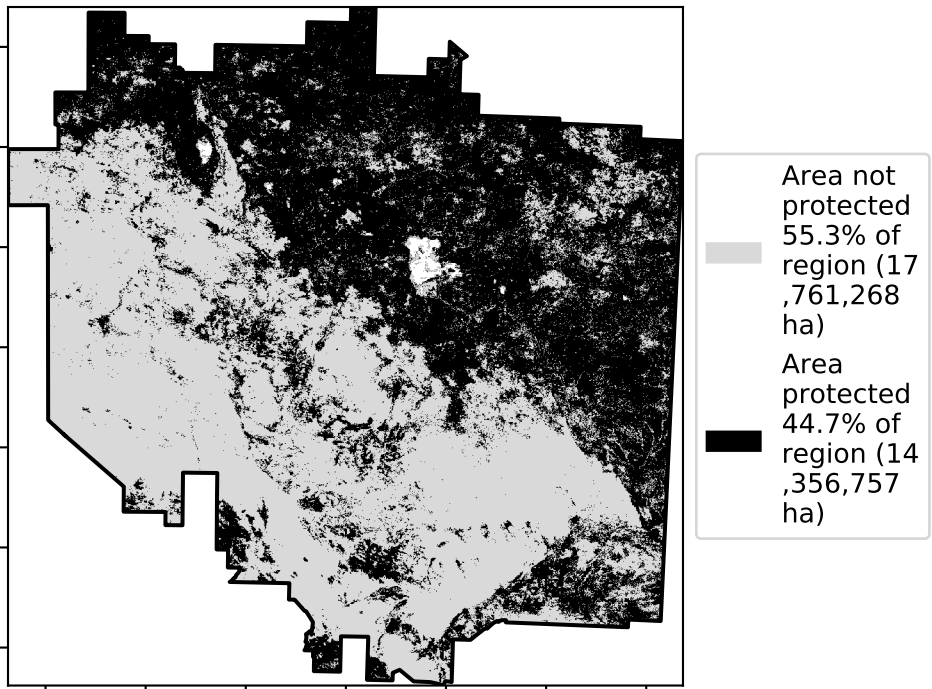 Area not
protected
55.3% of
region (17
,761,268
ha)
Area
protected
44.7% of
region (14
,356,757
ha)